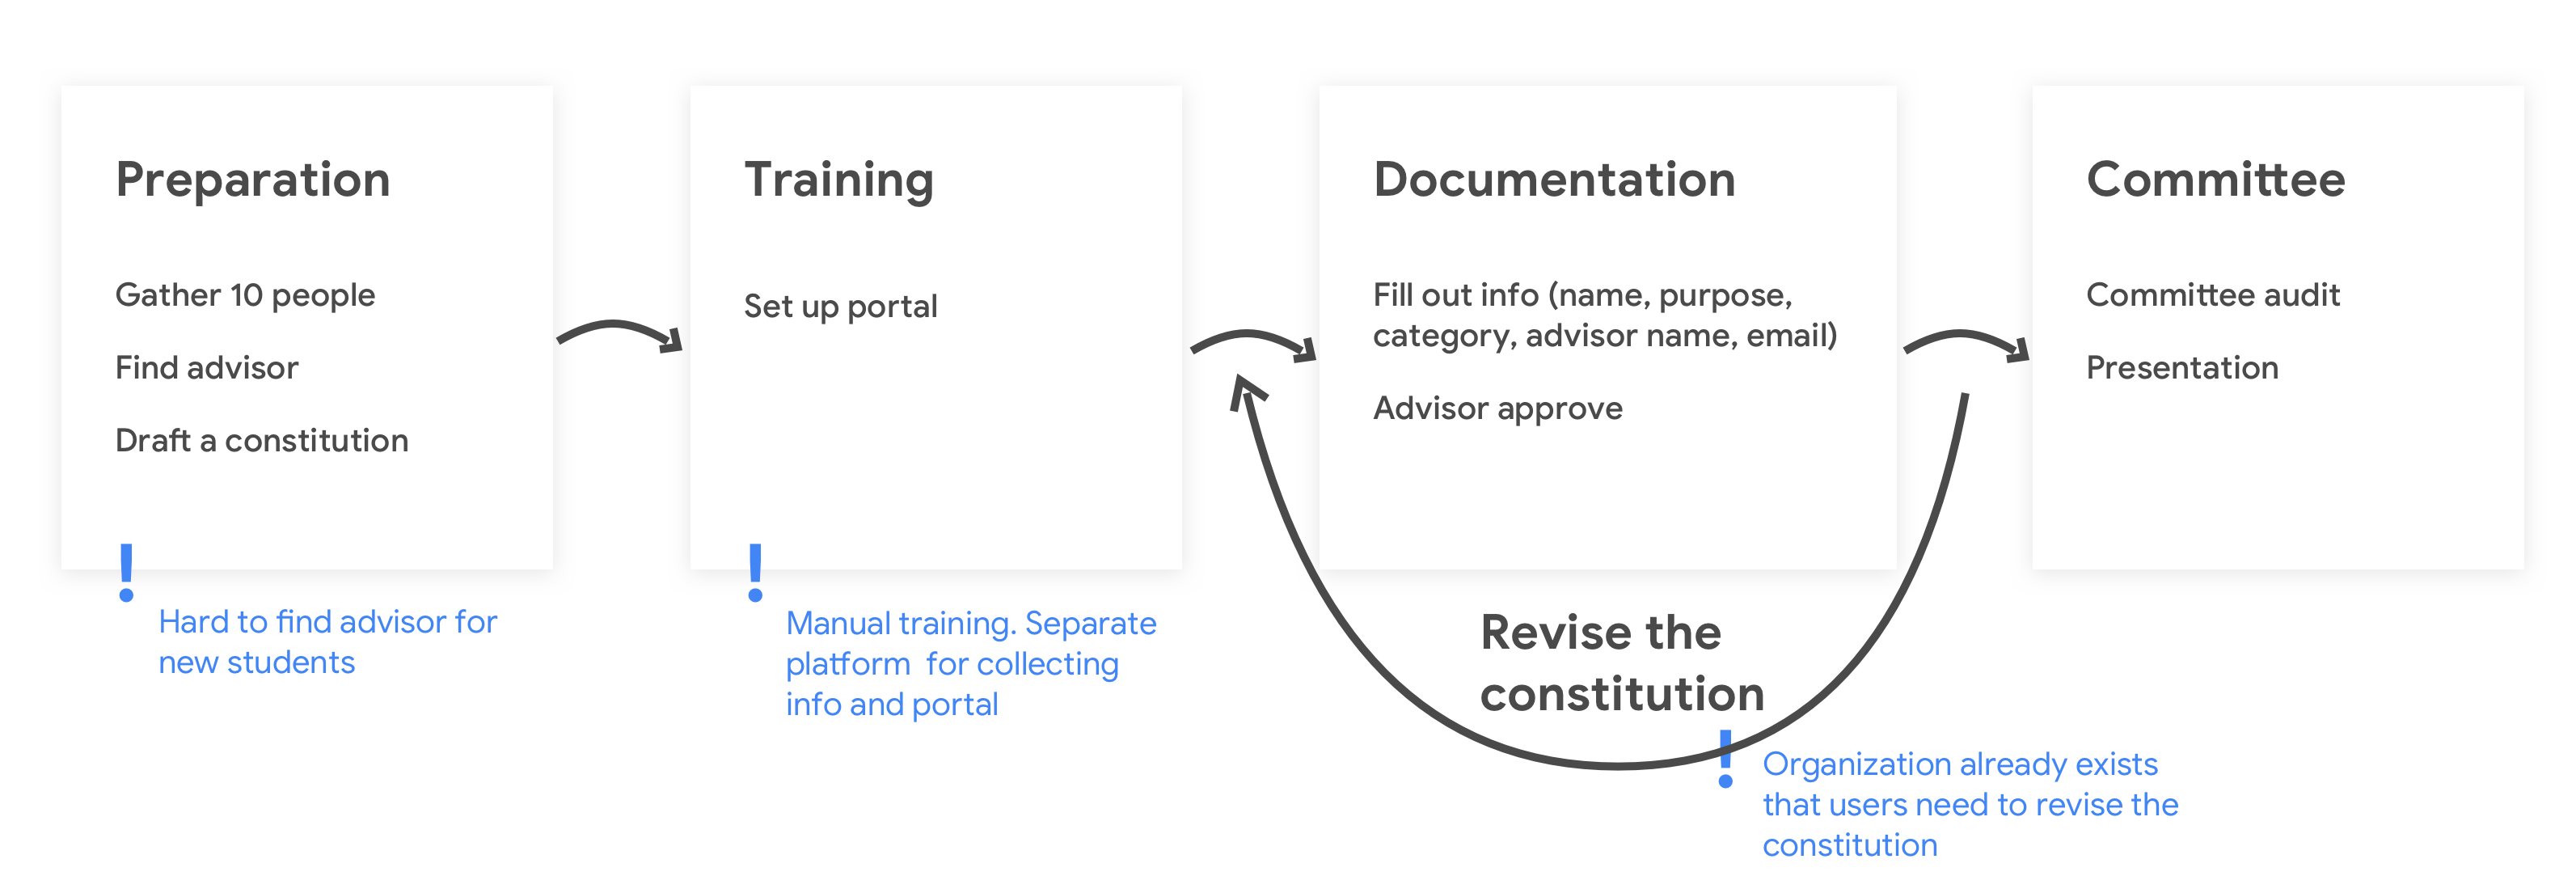 Preparation
Gather 10 people
Find advisor
Draft a constitution
!
Hard to find advisor for
new students
Training
Set up portal
!
Manual training. Separate
platform for collecting
info and portal
Documentation
Fill out info (name, purpose,
category, advisor name, email)
Advisor approve
Revise the
constitution
!
Organization already exists
that users need to revise the
constitution
Committee
Committee audit
Presentation